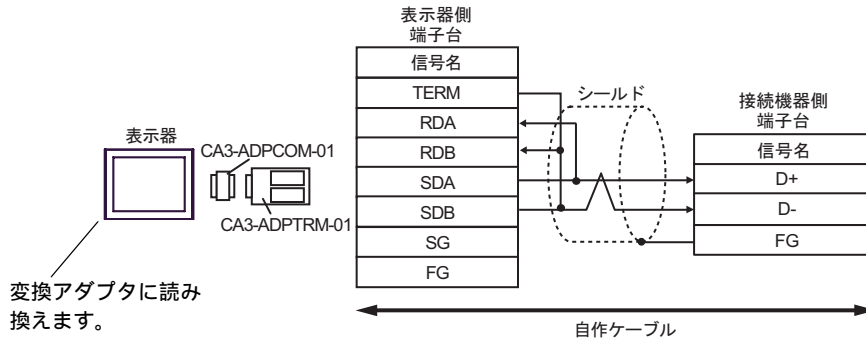 表示器側
端子台
信号名
TERM
RDA
RDB
SDA
SDB
SG
FG
シールド
接続機器側
端子台
信号名
D+
D-
FG
表示器
CA3-ADPCOM-01
CA3-ADPTRM-01
変換アダプタに読み
換えます。
自作ケーブル